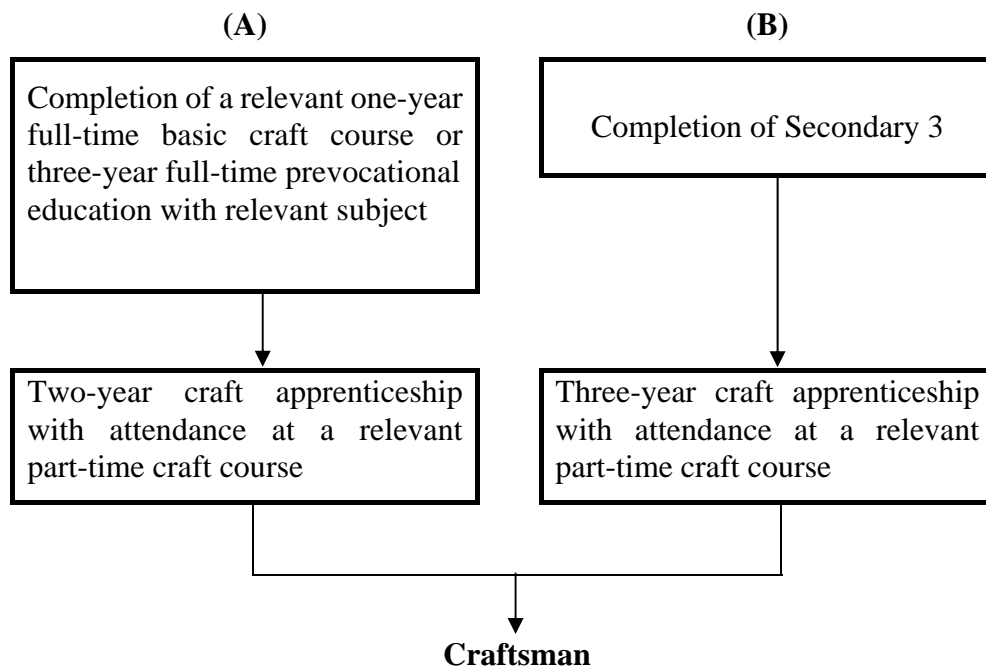 (A)
(B)
Completion of a relevant one-year
full-time basic craft course or
three-year full-time prevocational
education with relevant subject
Completion of Secondary 3
Two-year craft apprenticeship
with attendance at a relevant
part-time craft course
Three-year craft apprenticeship
with attendance at a relevant
part-time craft course
Craftsman